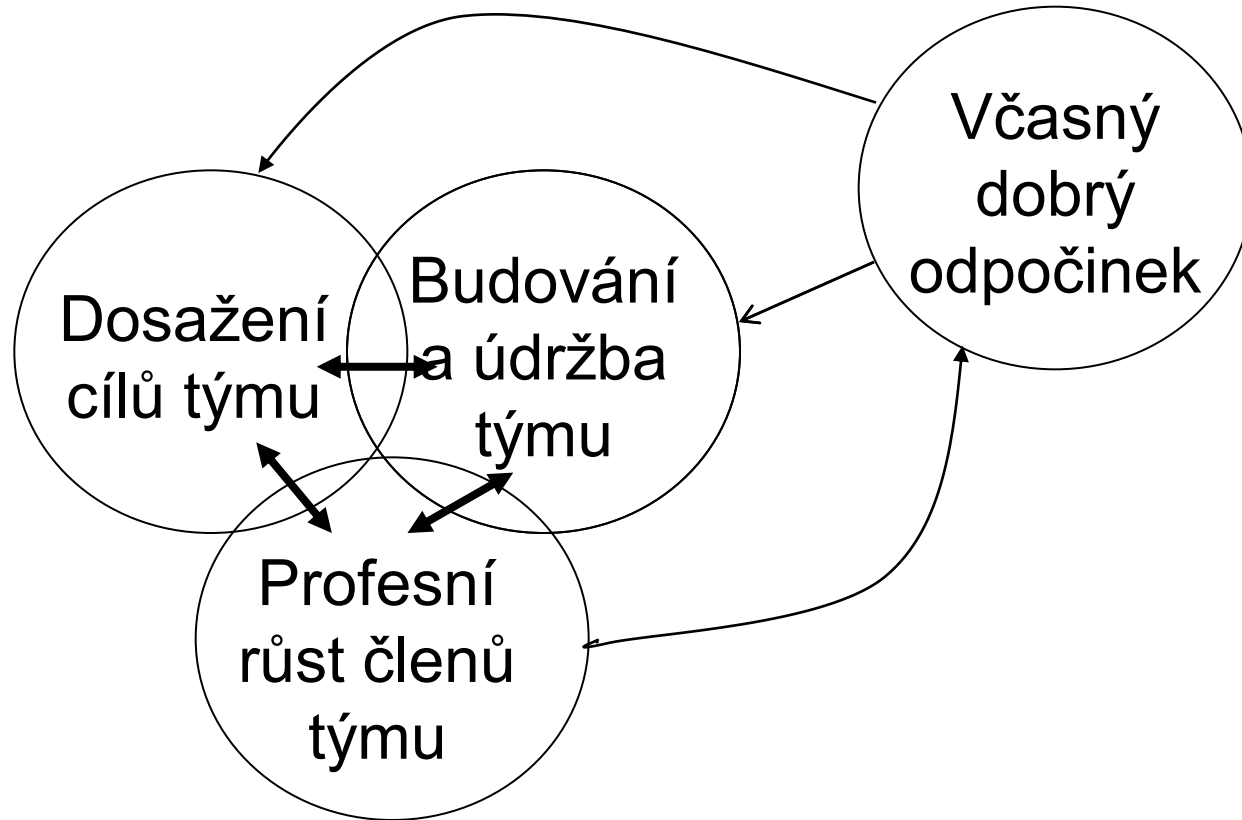 Včasný
dobrý
odpočinek
Dosažení
cílů týmu
Budování
a údržba
týmu
Profesní
růst členů
týmu